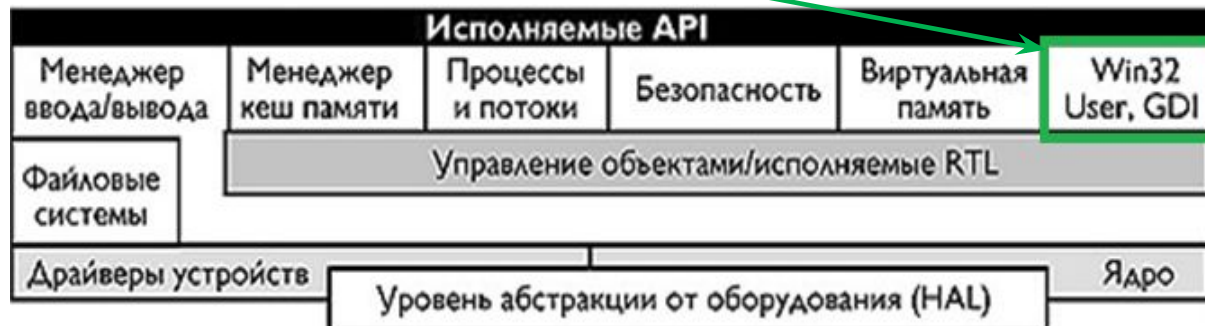 Исполняемые API
Менеджер
ввода/вывода
Менеджер
кеш памяти
Процессы
и потоки
Безопасность
Виртуальная
память
Win32
User, GDI
Управление объектами/исполняемые RTL
Файловые
системы
Драйверы устройств
Ядро
Уровень абстракции от оборудования (HAL)